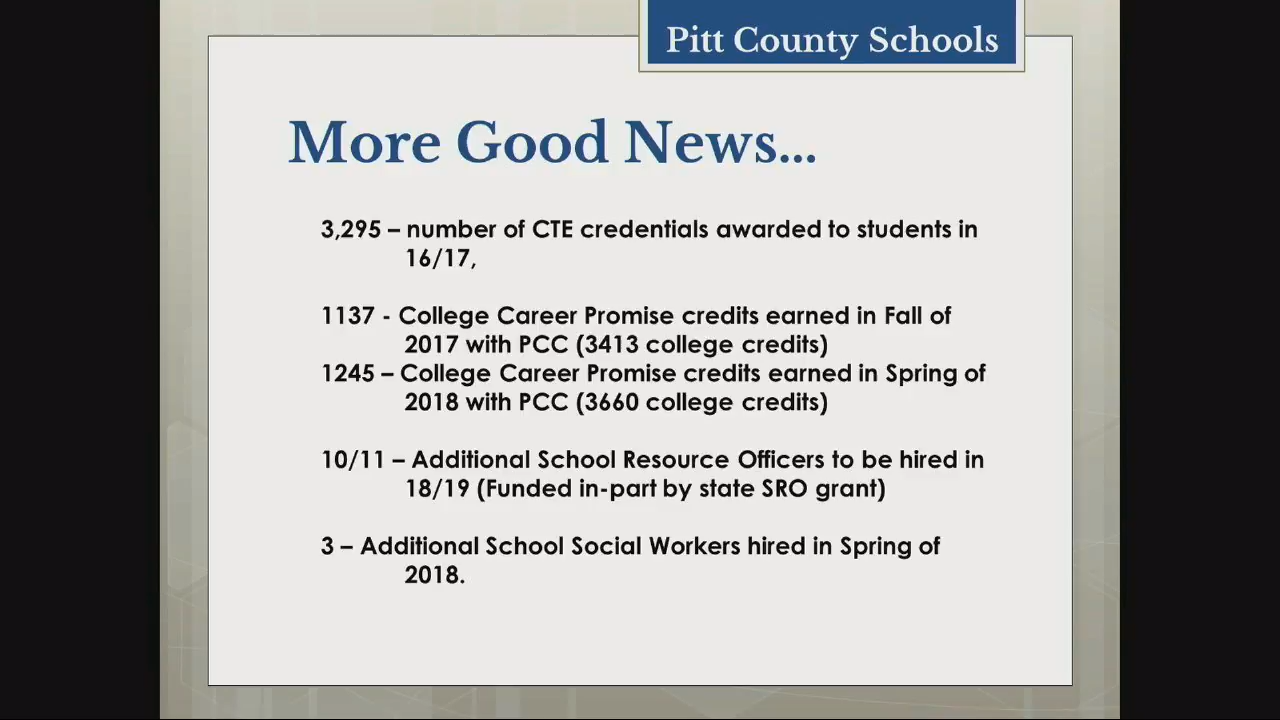 Pitt County Schools
More Good News...
3,295 – number of CTE credentials awarded to students in
16/17,
1137 - College Career Promise credits earned in Fall of
2017 with PCC (3413 college credits)
1245 – College Career Promise credits earned in Spring of
2018 with PCC (3660 college credits)
10/11 – Additional School Resource Officers to be hired in
18/19 (Funded in-part by state SRO grant)
3 – Additional School Social Workers hired in Spring of
2018.